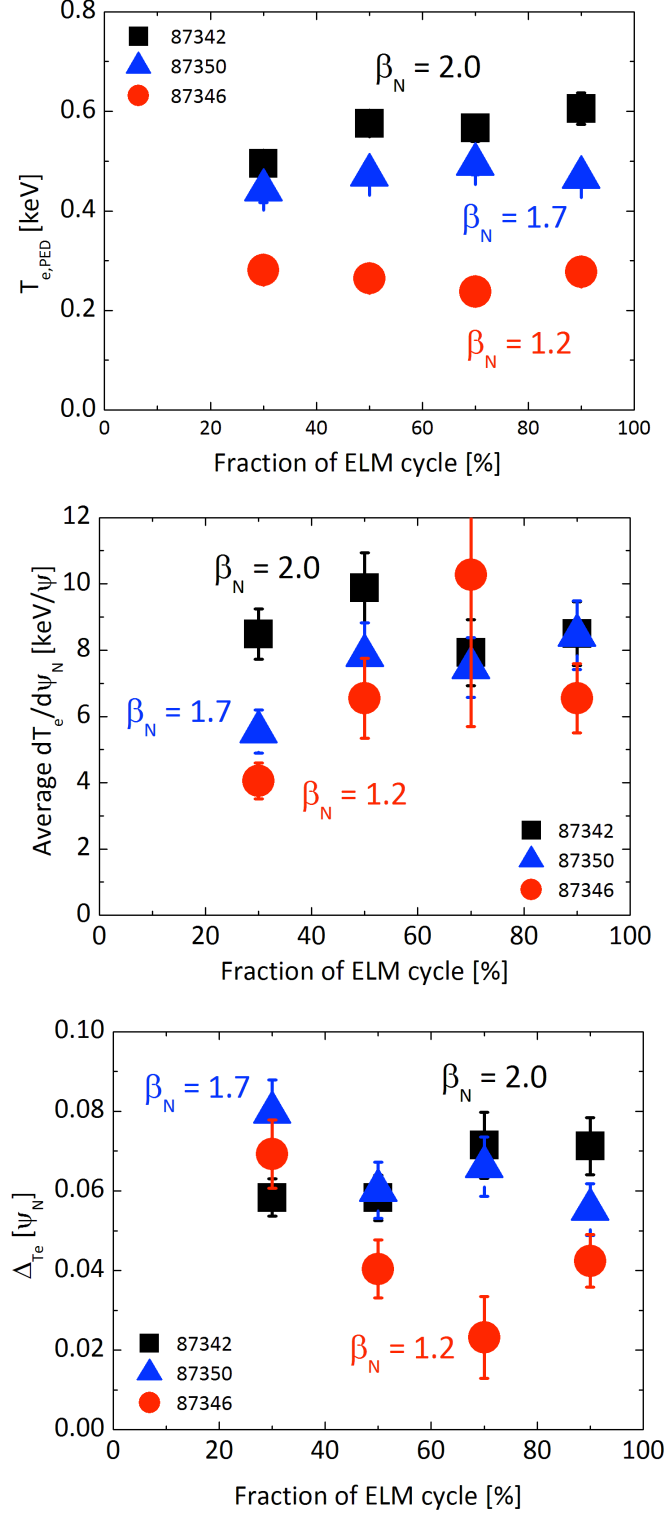 0.8
87342
87350
87346
β_N = 2.0
0.6
T_e,PED [keV]
0.4
β_N = 1.7
0.2
β_N = 1.2
0.0
0 20 40 60 80 100
Fraction of ELM cycle [%]
12
β_N = 2.0
10
Average dT_e/dψ_N [keV/ψ]
8
β_N = 1.7
6
β_N = 1.2
4
87342
2
87350
87346
0
0 20 40 60 80 100
Fraction of ELM cycle [%]
0.10
β_N = 1.7
β_N = 2.0
0.08
0.06
Δ_Te [ψ_N]
0.04
β_N = 1.2
0.02
87342
87350
87346
0.00
0 20 40 60 80 100
Fraction of ELM cycle [%]